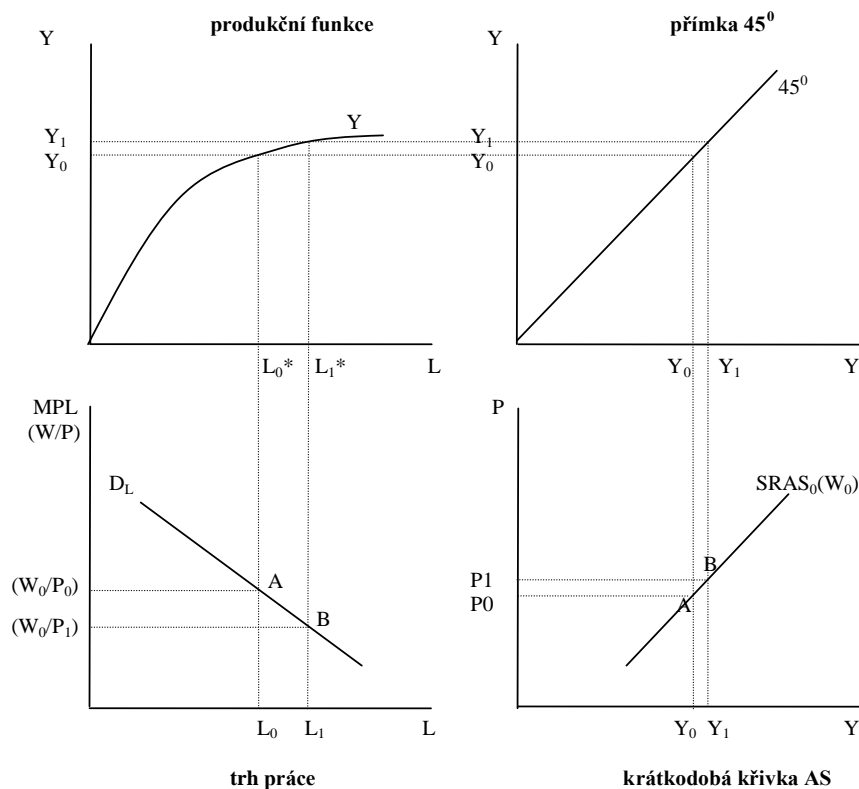 produkční funkce
Y
Y₁
Y₀
Y
L₀*
L₁*
L
přímka 45⁰
Y
45⁰
Y₁
Y₀
Y₀
Y₁
Y
MPL
(W/P)
D_L
(W₀/P₀)
A
(W₀/P₁)
B
L₀
L₁
L
trh práce
P
SRAS₀(W₀)
B
P1
P0
A
Y₀
Y₁
Y
krátkodobá křivka AS